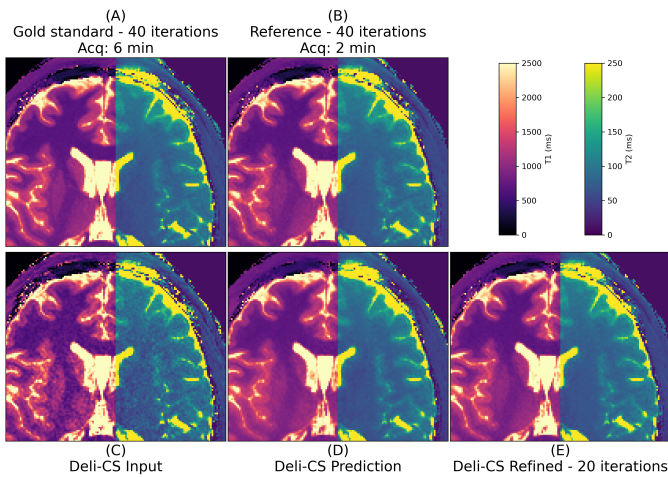 (A)
Gold standard - 40 iterations
Acq: 6 min
(B)
Reference - 40 iterations
Acq: 2 min
2500
2000
1500
1000
500
0
T1 (ms)
250
200
150
100
50
0
T2 (ms)
(C)
Deli-CS Input
(D)
Deli-CS Prediction
(E)
Deli-CS Refined - 20 iterations